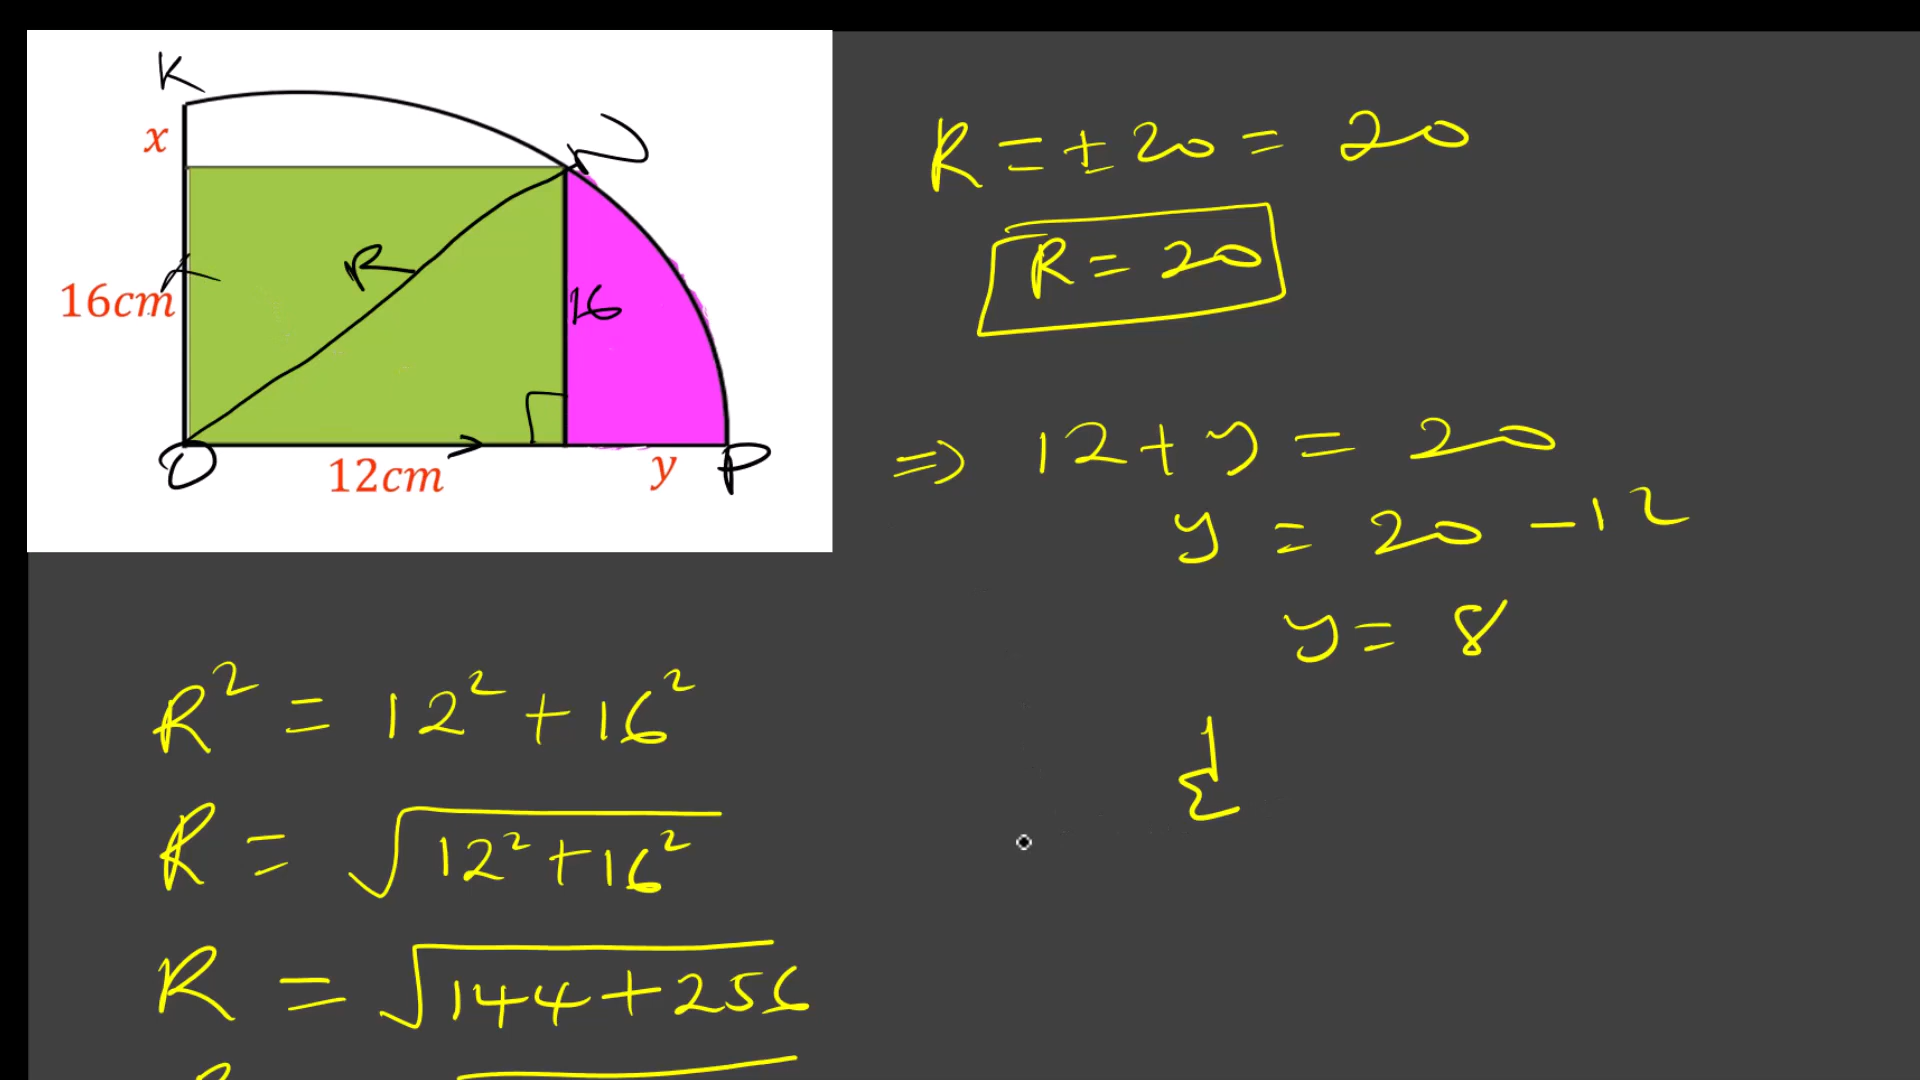 K
x
N
R
16cm
16
O
12cm
y
P
R² = 12² + 16²
R = √12² + 16²
R = √144 + 256
R = ± 20 = 20
R = 20
⇒ 12 + y = 20
y = 20 - 12
y = 8